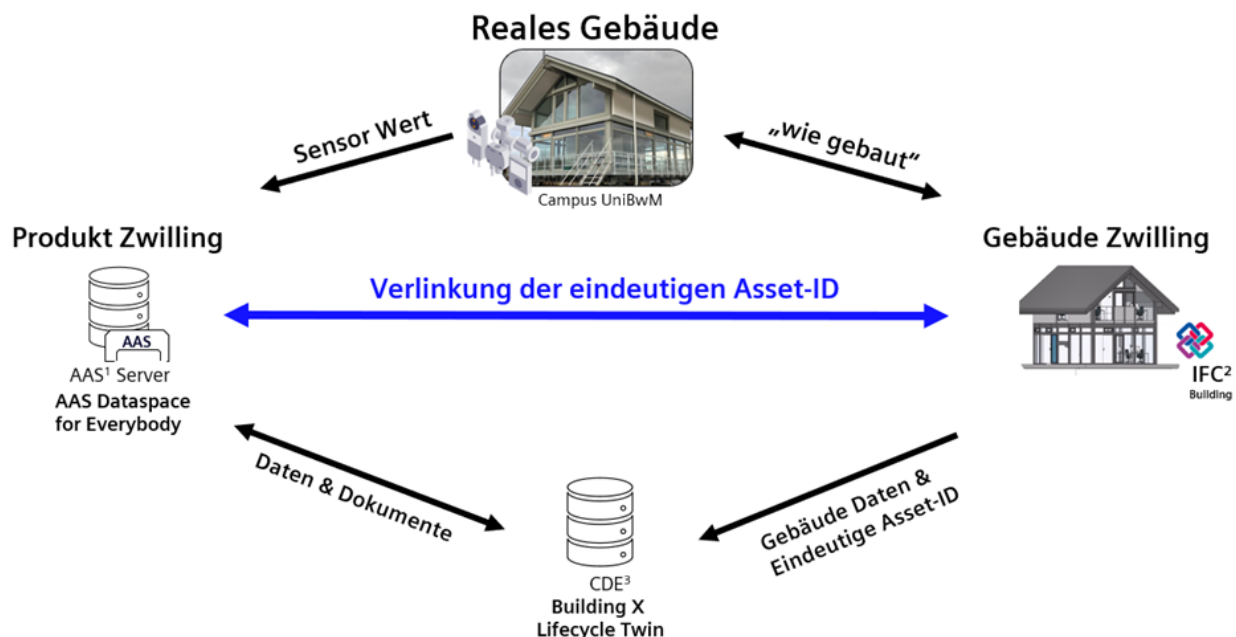 Reales Gebäude
Sensor Wert
„wie gebaut“
Campus UniBwM
Produkt Zwilling
Gebäude Zwilling
Verlinkung der eindeutigen Asset-ID
AAS
AAS¹ Server
AAS Dataspace
for Everybody
IFC²
Building
Daten & Dokumente
Gebäude Daten &
Eindeutige Asset-ID
CDE³
Building X
Lifecycle Twin